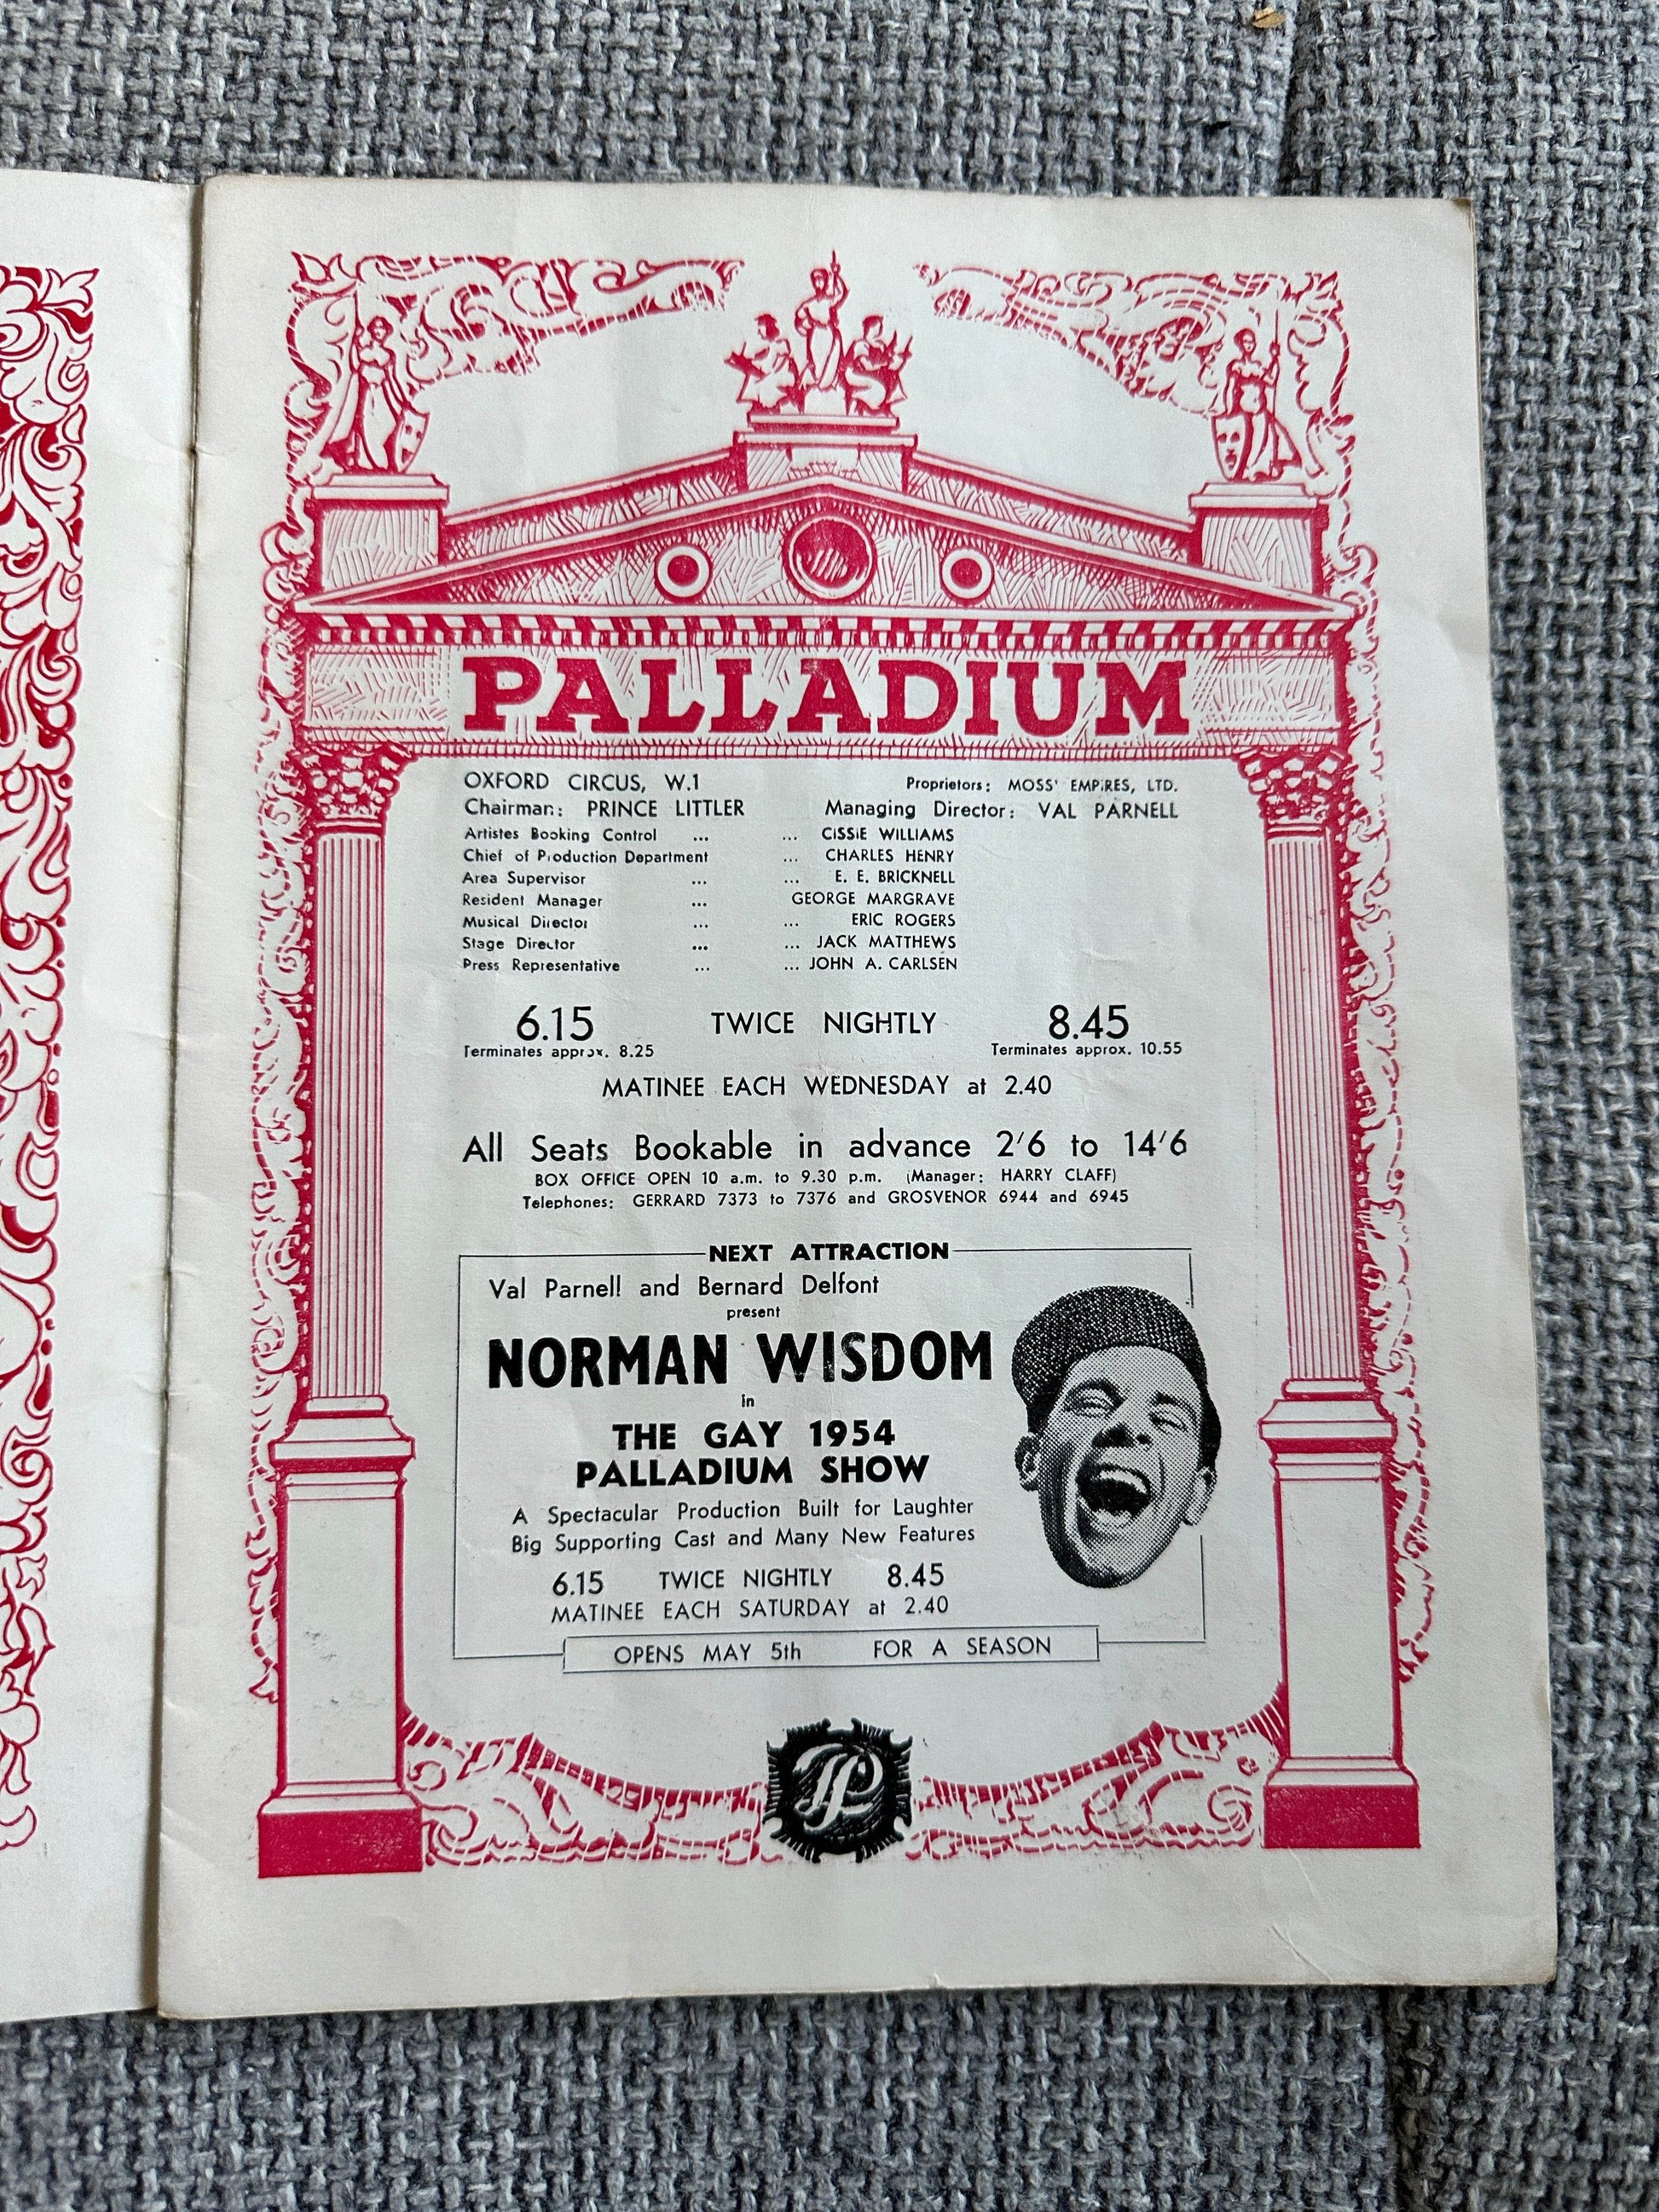 PALLADIUM
OXFORD CIRCUS, W.1 Proprietors: MOSS' EMPIRES, LTD.
Chairman: PRINCE LITTLER Managing Director: VAL PARNELL
Artistes Booking Control ... ... CISSIE WILLIAMS
Chief of Production Department ... CHARLES HENRY
Area Supervisor ... ... E. E. BRICKNELL
Resident Manager ... GEORGE MARGRAVE
Musical Director ... ... ERIC ROGERS
Stage Director ... ... JACK MATTHEWS
Press Representative ... ... JOHN A. CARLSEN
6.15 TWICE NIGHTLY 8.45
Terminates approx. 8.25 Terminates approx. 10.55
MATINEE EACH WEDNESDAY at 2.40
All Seats Bookable in advance 2/6 to 14/6
BOX OFFICE OPEN 10 a.m. to 9.30 p.m. (Manager: HARRY CLAFF)
Telephones: GERRARD 7373 to 7376 and GROSVENOR 6944 and 6945
NEXT ATTRACTION
Val Parnell and Bernard Delfont
present
NORMAN WISDOM
in
THE GAY 1954
PALLADIUM SHOW
A Spectacular Production Built for Laughter
Big Supporting Cast and Many New Features
6.15 TWICE NIGHTLY 8.45
MATINEE EACH SATURDAY at 2.40
OPENS MAY 5th FOR A SEASON
LP